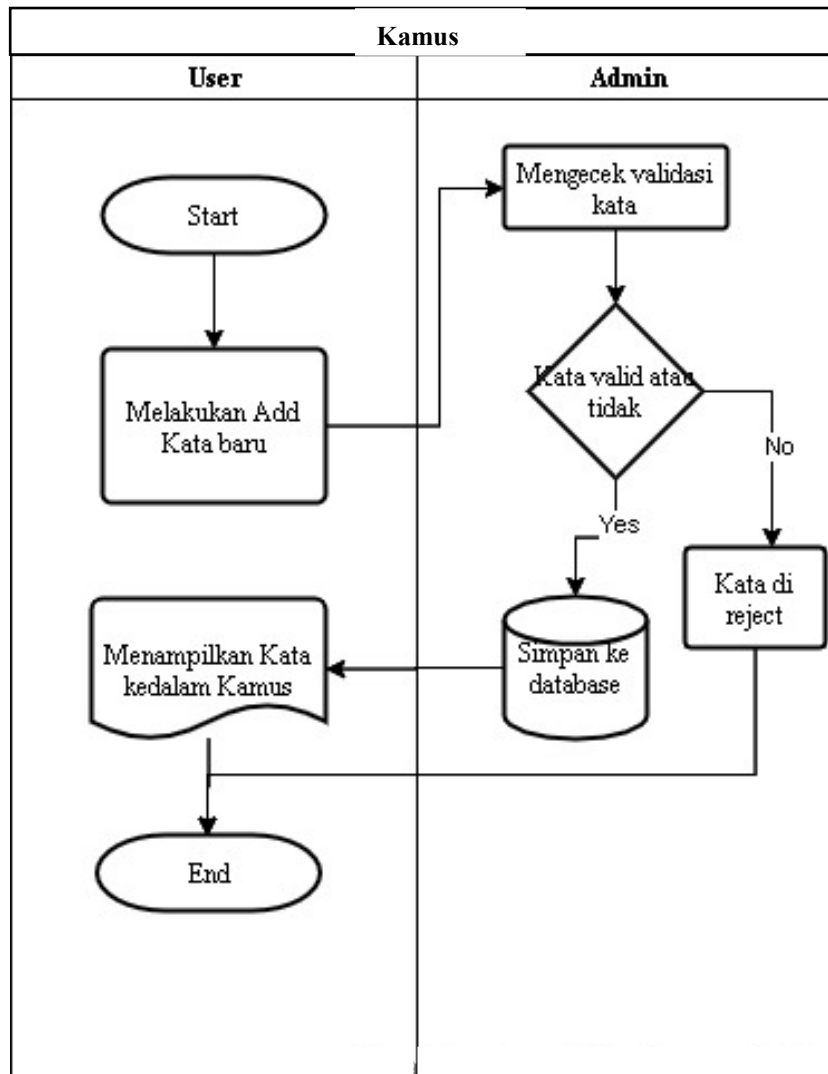 Kamus
User
Admin
Start
Mengecek validasi
kata
Melakukan Add
Kata baru
Kata valid atau
tidak
No
Yes
Kata di
reject
Menampilkan Kata
kedalam Kamus
Simpan ke
database
End